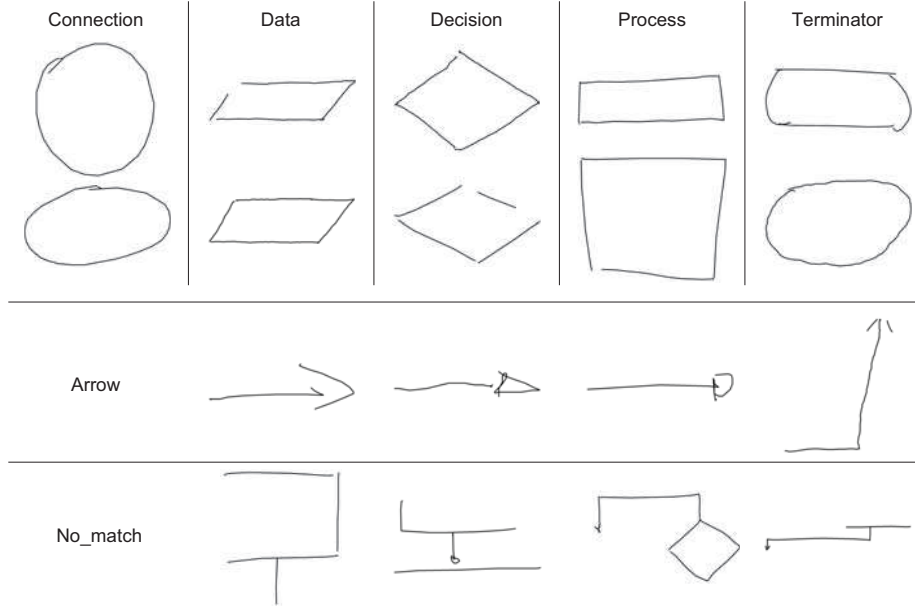 Connection Data Decision Process Terminator
Arrow
No_match